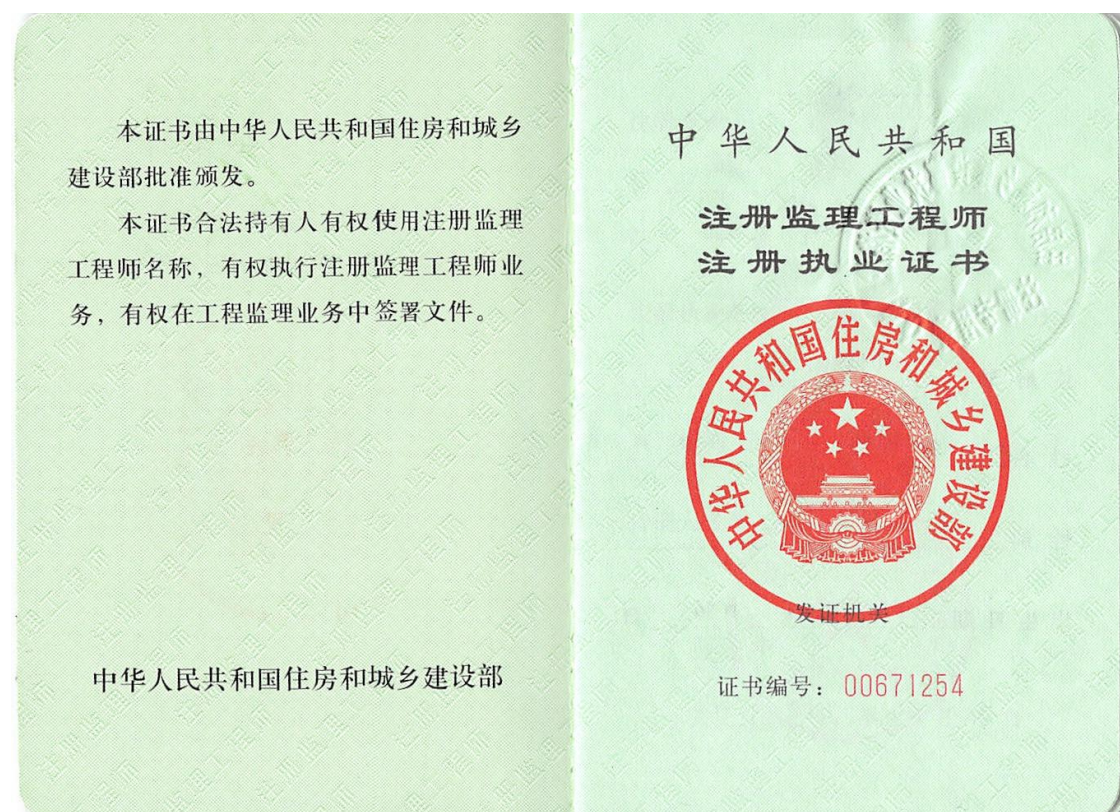 本证书由中华人民共和国住房和城乡
建设部批准颁发。
本证书合法持有人有权使用注册监理
工程师名称，有权执行注册监理工程师业
务，有权在工程监理业务中签署文件。
中华人民共和国住房和城乡建设部
中华人民共和国
注册监理工程师
注册执业证书
中华人民共和国住房和城乡建设部
发证机关
证书编号：00671254